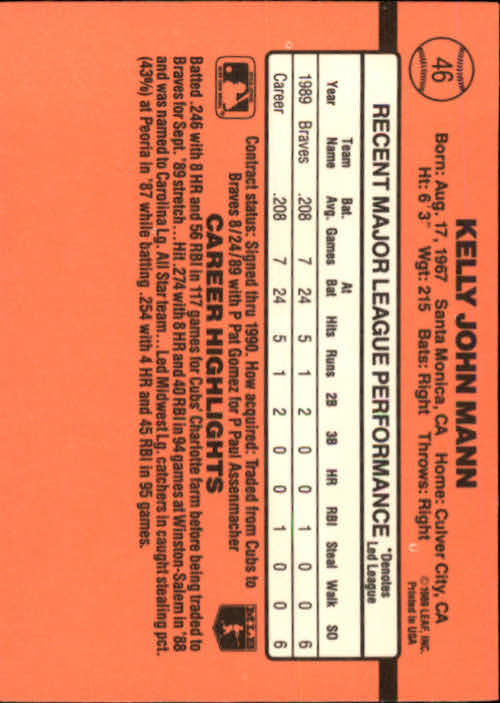 46
KELLY JOHN MANN
Born: Aug. 17, 1967 Santa Monica, CA Home: Culver City, CA
Ht: 6'3" Wgt: 215 Bats: Right Throws: Right
© 1989 LEAF, INC.
Printed in USA
RECENT MAJOR LEAGUE PERFORMANCE
*Denotes
Led League
Year Team Name Bat. Avg. Games At Bat Hits Runs 2B 3B HR RBI Steal Walk SO
1989 Braves .208 7 24 5 1 2 0 0 1 0 0 6
Career .208 7 24 5 1 2 0 0 1 0 0 6
Contract status: Signed thru 1990. How acquired: Traded from Cubs to
Braves 8/24/89 with P Pat Gomez for P Paul Assenmacher
CAREER HIGHLIGHTS
Batted .246 with 8 HR and 56 RBI in 117 games for Cubs' Charlotte farm before being traded to
Braves for Sept. '89 stretch...Hit .274 with 8 HR and 40 RBI in 94 games at Winston-Salem in '88
and was named to Carolina Lg. All Star team...Led Midwest Lg. catchers in caught stealing pct.
(43%) at Peoria in '87 while batting .254 with 4 HR and 45 RBI in 95 games.